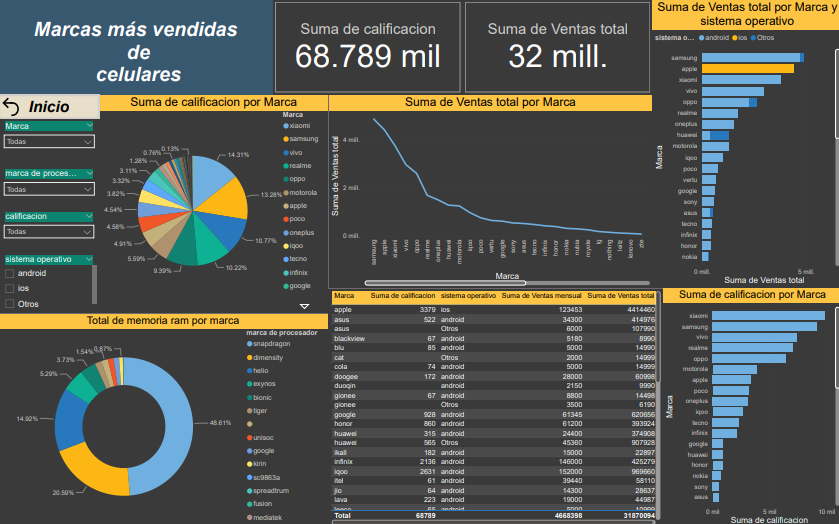 Marcas más vendidas
de
celulares
Suma de calificacion
68.789 mil
Suma de Ventas total
32 mill.
Suma de Ventas total por Marca y
sistema operativo
sistema o... android ios Otros
samsung
apple
xiaomi
vivo
oppo
realme
oneplus
huawei
motorola
iqoo
poco
vertu
google
sony
asus
tecno
infinix
honor
nokia
Marca
0 mill. 5 mill.
Suma de Ventas total
Inicio
Marca
Todas
marca de proces...
Todas
calificacion
Todas
sistema operativo
android
ios
Otros
Suma de calificacion por Marca
Marca
xiaomi
samsung
vivo
realme
oppo
motorola
apple
poco
oneplus
iqoo
tecno
infinix
google
14.31%
13.28%
10.77%
10.22%
9.39%
5.59%
4.91%
4.58%
4.54%
3.82%
3.32%
3.11%
1.28%
0.76%
0.13%
Suma de Ventas total por Marca
Suma de Ventas total
4 mill.
2 mill.
0 mill.
samsung
apple
xiaomi
vivo
oppo
realme
oneplus
huawei
motorola
iqoo
poco
vertu
google
sony
asus
tecno
infinix
honor
nokia
nubia
royole
lg
nothing
leitz
lenovo
zte
Marca
Total de memoria ram por marca
marca de procesador
snapdragon
dimensity
helio
exynos
bionic
tiger
unisoc
google
kirin
sc9863a
spreadtrum
fusion
mediatek
48.61%
20.59%
14.92%
5.29%
3.73%
1.54%
0.87%
Marca Suma de calificacion sistema operativo Suma de Ventas mensual Suma de Ventas total
apple 3379 ios 123453 4414460
asus 522 android 34300 414976
asus Otros 6000 107990
blackview 67 android 5180 8990
blu 85 android 5000 14990
cat Otros 2000 14999
cola 74 android 5000 14999
doogee 172 android 28000 60998
duoqin android 2150 9990
gionee 67 android 8800 14498
gionee Otros 3500 6190
google 928 android 61345 620656
honor 860 android 61200 393924
huawei 315 android 24400 374908
huawei 565 Otros 45360 907928
ikall 182 android 15000 22897
infinix 2136 android 146000 425279
iqoo 2631 android 152000 969660
itel 61 android 39440 58110
jio 64 android 14300 28637
lava 223 android 19000 44987
Total 68789 4668398 31870094
Suma de calificacion por Marca
xiaomi
samsung
vivo
realme
oppo
motorola
apple
poco
oneplus
iqoo
tecno
infinix
google
huawei
honor
nokia
sony
asus
Marca
0 mil 5 mil 10 mil
Suma de calificacion